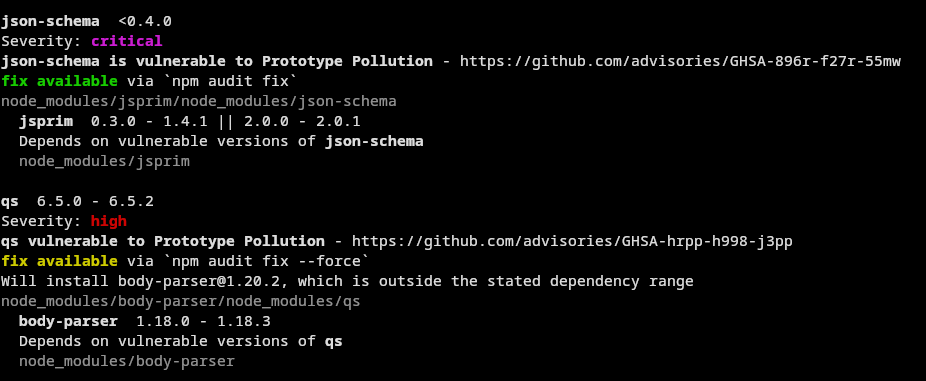 json-schema  <0.4.0
Severity: critical
json-schema is vulnerable to Prototype Pollution - https://github.com/advisories/GHSA-896r-f27r-55mw
fix available via `npm audit fix`
node_modules/jsprim/node_modules/json-schema
  jsprim  0.3.0 - 1.4.1 || 2.0.0 - 2.0.1
  Depends on vulnerable versions of json-schema
  node_modules/jsprim

qs  6.5.0 - 6.5.2
Severity: high
qs vulnerable to Prototype Pollution - https://github.com/advisories/GHSA-hrpp-h998-j3pp
fix available via `npm audit fix --force`
Will install body-parser@1.20.2, which is outside the stated dependency range
node_modules/body-parser/node_modules/qs
  body-parser  1.18.0 - 1.18.3
  Depends on vulnerable versions of qs
  node_modules/body-parser